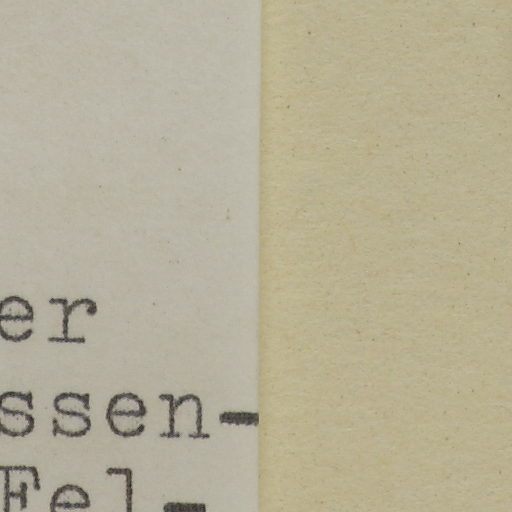 er
ssen-
Fel-